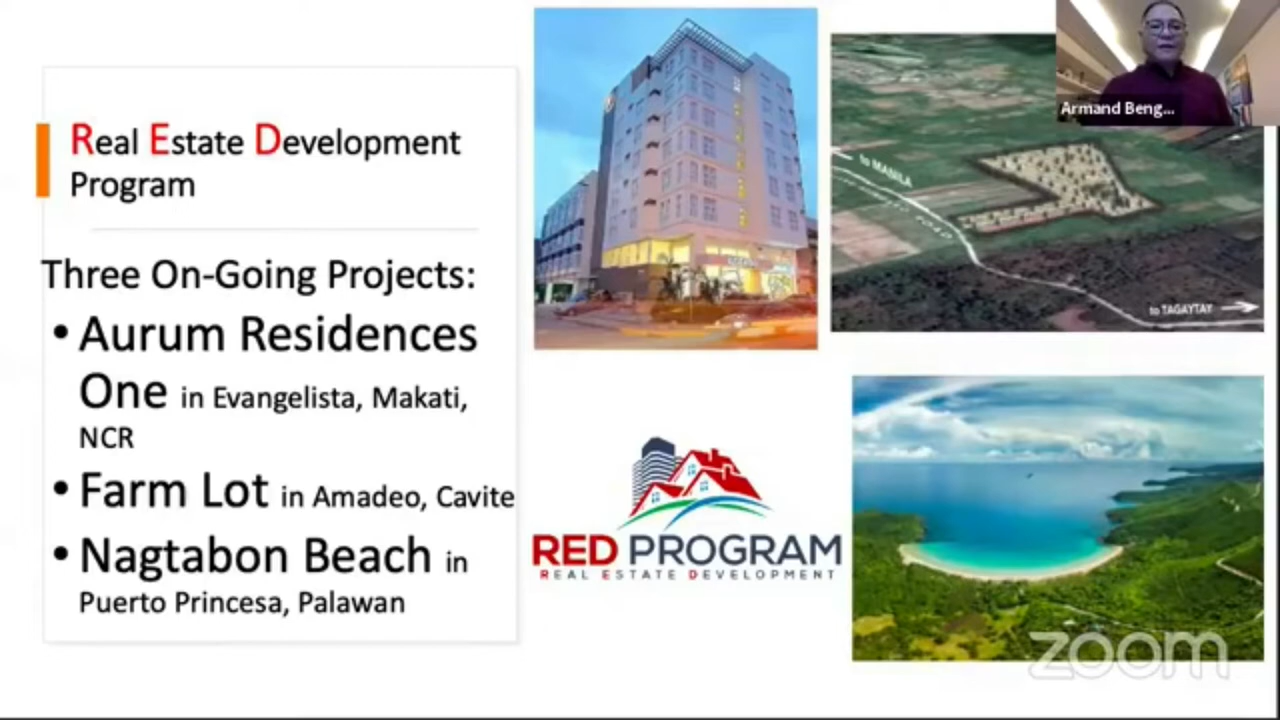 Real Estate Development
Program
Three On-Going Projects:
• Aurum Residences
One in Evangelista, Makati,
NCR
• Farm Lot in Amadeo, Cavite
• Nagtabon Beach in
Puerto Princesa, Palawan
to MANILA
ROAD
to TAGAYTAY
Armand Beng...
RED PROGRAM
REAL ESTATE DEVELOPMENT
zoom